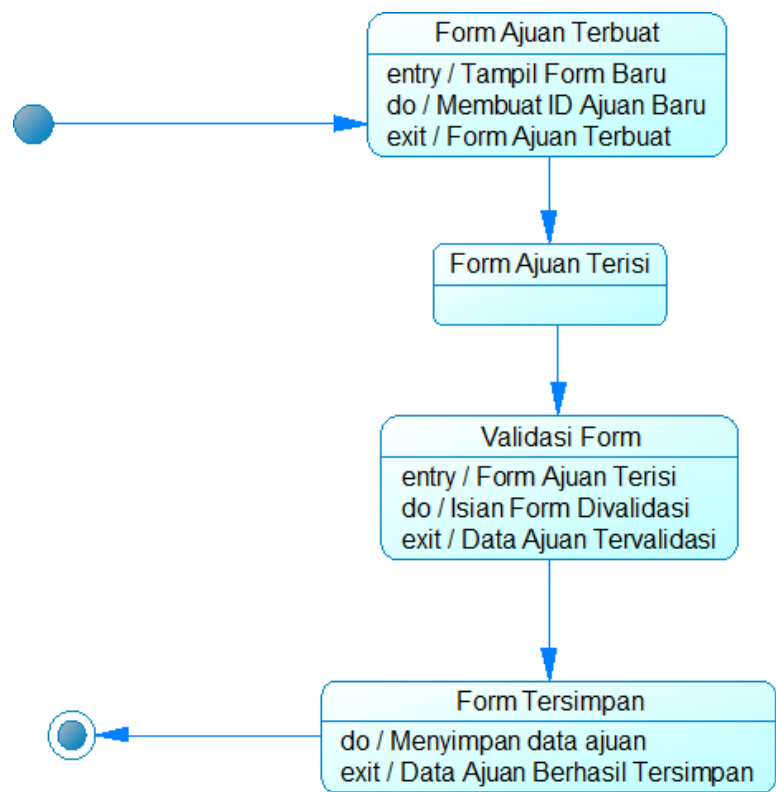 Form Ajuan Terbuat
entry / Tampil Form Baru
do / Membuat ID Ajuan Baru
exit / Form Ajuan Terbuat
Form Ajuan Terisi
Validasi Form
entry / Form Ajuan Terisi
do / Isian Form Divalidasi
exit / Data Ajuan Tervalidasi
Form Tersimpan
do / Menyimpan data ajuan
exit / Data Ajuan Berhasil Tersimpan